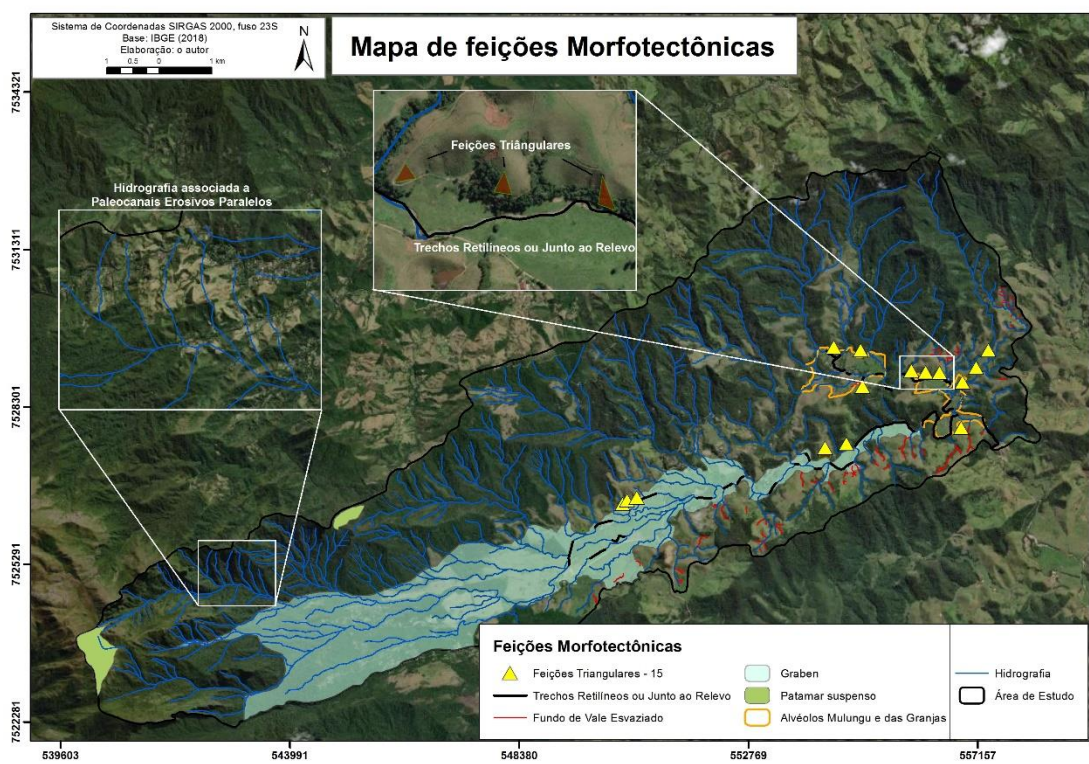 Sistema de Coordenadas SIRGAS 2000, fuso 23S
Base: IBGE (2018)
Elaboração: o autor
1 0.5 0 1 km
N
Mapa de feições Morfotectônicas
7534321
7531311
7528301
7525291
7522281
Feições Triângulares
Trechos Retilíneos ou Junto ao Relevo
Hidrografia associada a
Paleocanais Erosivos Paralelos
Feições Morfotectônicas
Feições Triangulares - 15
Trechos Retilíneos ou Junto ao Relevo
Fundo de Vale Esvaziado
Graben
Patamar suspenso
Alvéolos Mulungu e das Granjas
Hidrografia
Área de Estudo
539603
543991
548380
552769
557157